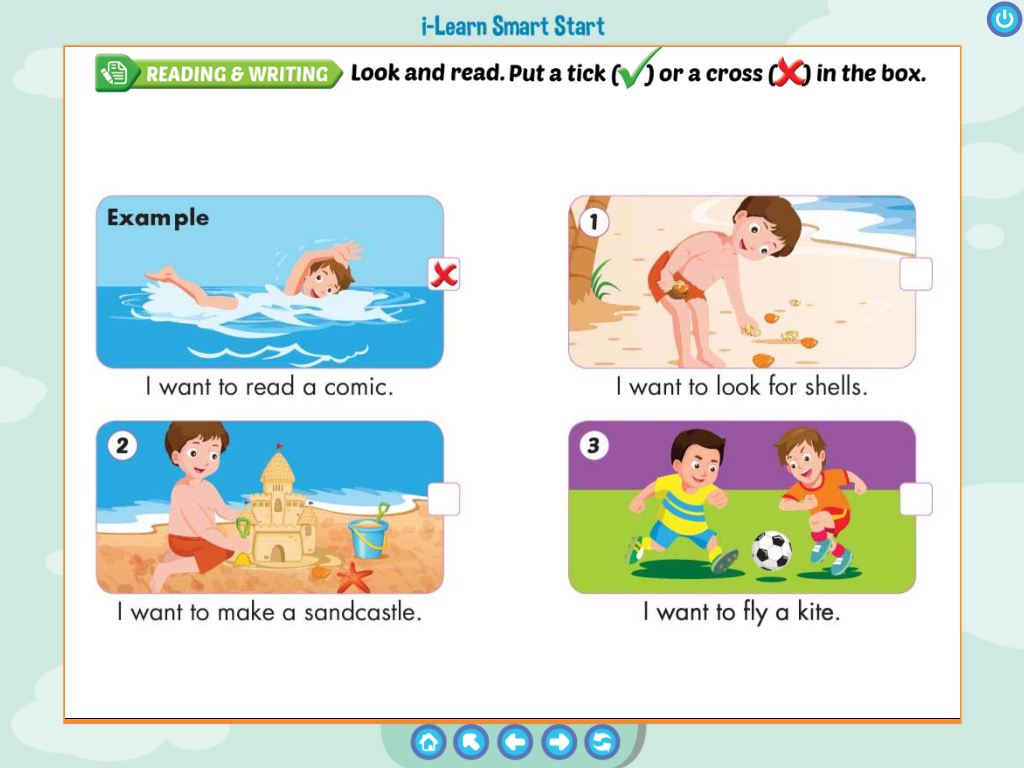 i-Learn Smart Start
READING & WRITING Look and read. Put a tick (✓) or a cross (✗) in the box.
Example
1
I want to read a comic.
I want to look for shells.
2
3
I want to make a sandcastle.
I want to fly a kite.